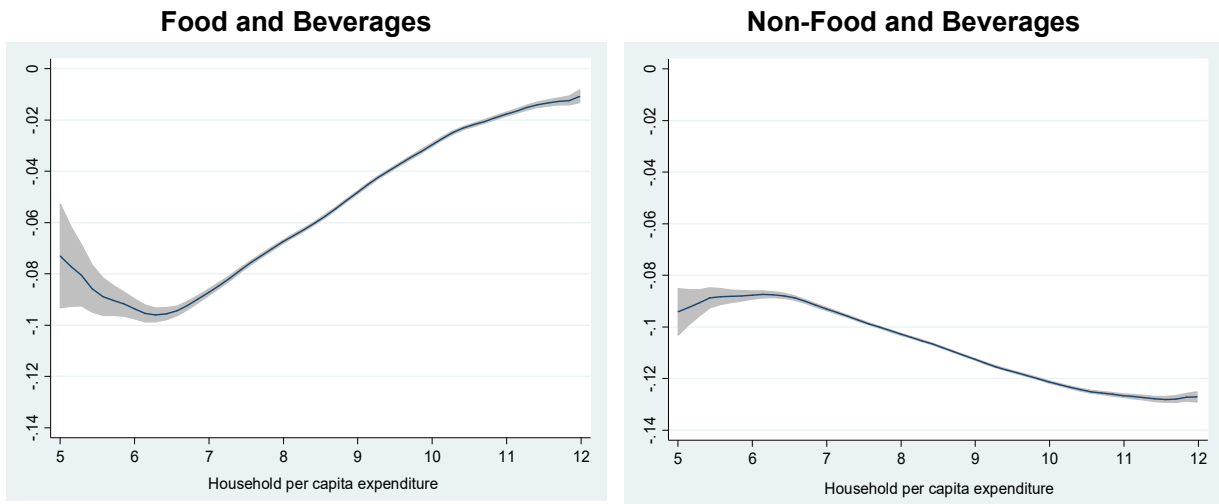 Food and Beverages
0
-.02
-.04
-.06
-.08
-.1
-.12
-.14
5 6 7 8 9 10 11 12
Household per capita expenditure
Non-Food and Beverages
0
-.02
-.04
-.06
-.08
-.1
-.12
-.14
5 6 7 8 9 10 11 12
Household per capita expenditure